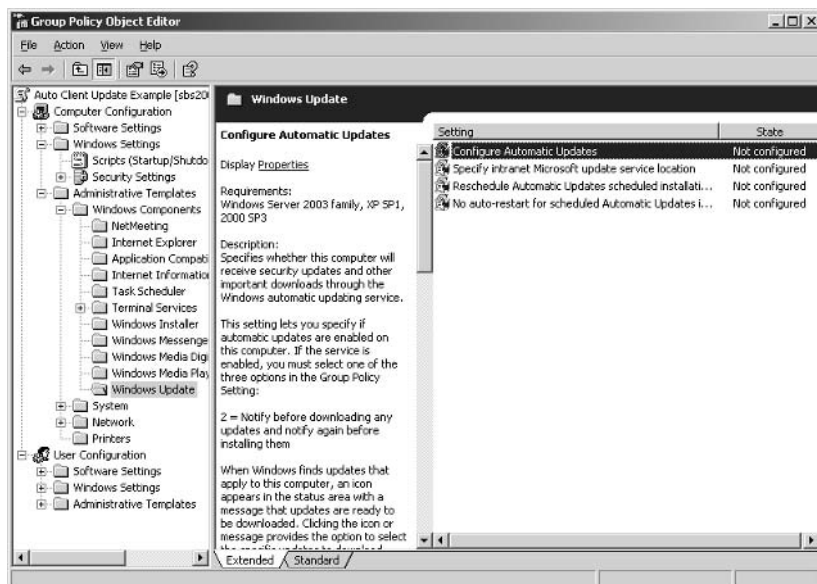 Group Policy Object Editor
File Action View Help
Auto Client Update Example [sbs20
Computer Configuration
Software Settings
Windows Settings
Scripts (Startup/Shutdo
Security Settings
Administrative Templates
Windows Components
NetMeeting
Internet Explorer
Application Compati
Internet Information
Task Scheduler
Terminal Services
Windows Installer
Windows Messenge
Windows Media Digi
Windows Media Play
Windows Update
System
Network
Printers
User Configuration
Software Settings
Windows Settings
Administrative Templates
Windows Update
Configure Automatic Updates
Display Properties
Requirements:
Windows Server 2003 family, XP SP1,
2000 SP3
Description:
Specifies whether this computer will
receive security updates and other
important downloads through the
Windows automatic updating service.
This setting lets you specify if
automatic updates are enabled on
this computer. If the service is
enabled, you must select one of the
three options in the Group Policy
Setting:
2 = Notify before downloading any
updates and notify again before
installing them
When Windows finds updates that
apply to this computer, an icon
appears in the status area with a
message that updates are ready to
be downloaded. Clicking the icon or
message provides the option to select
Setting State
Configure Automatic Updates Not configured
Specify intranet Microsoft update service location Not configured
Reschedule Automatic Updates scheduled installati... Not configured
No auto-restart for scheduled Automatic Updates i... Not configured
Extended Standard